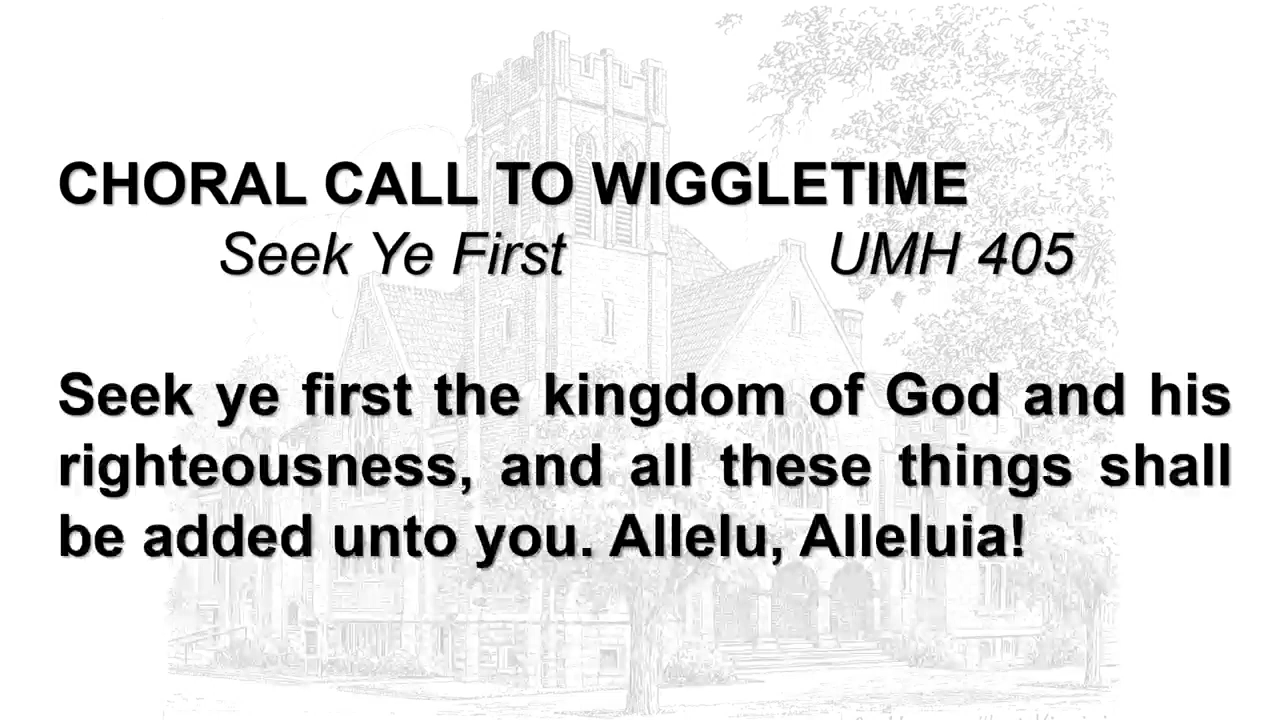 CHORAL CALL TO WIGGLETIME
Seek Ye First UMH 405
Seek ye first the kingdom of God and his
righteousness, and all these things shall
be added unto you. Allelu, Alleluia!